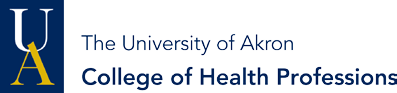 UA
The University of Akron
College of Health Professions